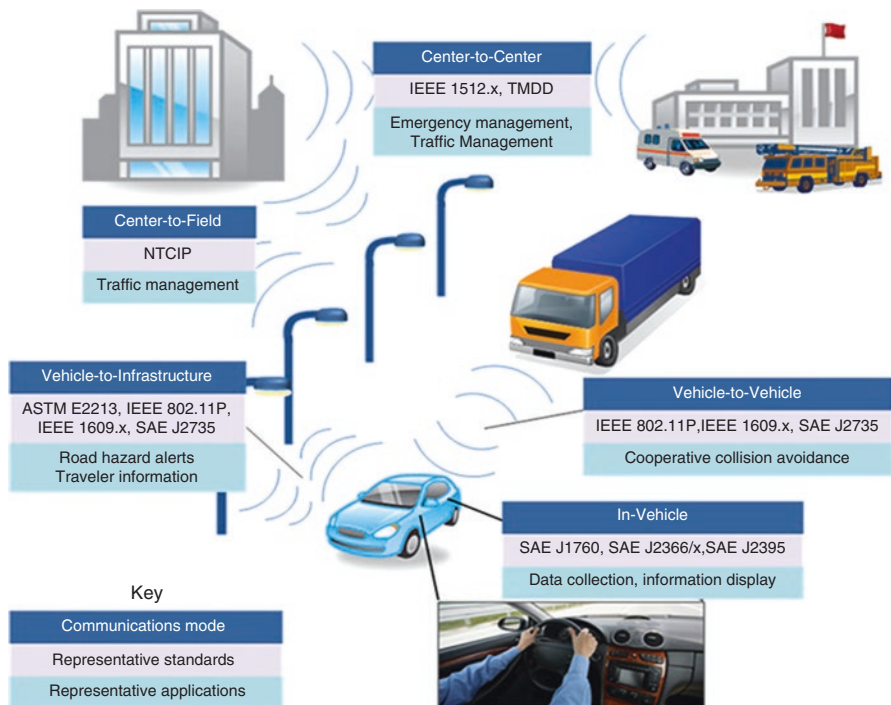 Center-to-Center
IEEE 1512.x, TMDD
Emergency management,
Traffic Management
Center-to-Field
NTCIP
Traffic management
Vehicle-to-Infrastructure
ASTM E2213, IEEE 802.11P,
IEEE 1609.x, SAE J2735
Road hazard alerts
Traveler information
Vehicle-to-Vehicle
IEEE 802.11P,IEEE 1609.x, SAE J2735
Cooperative collision avoidance
In-Vehicle
SAE J1760, SAE J2366/x,SAE J2395
Data collection, information display
Key
Communications mode
Representative standards
Representative applications